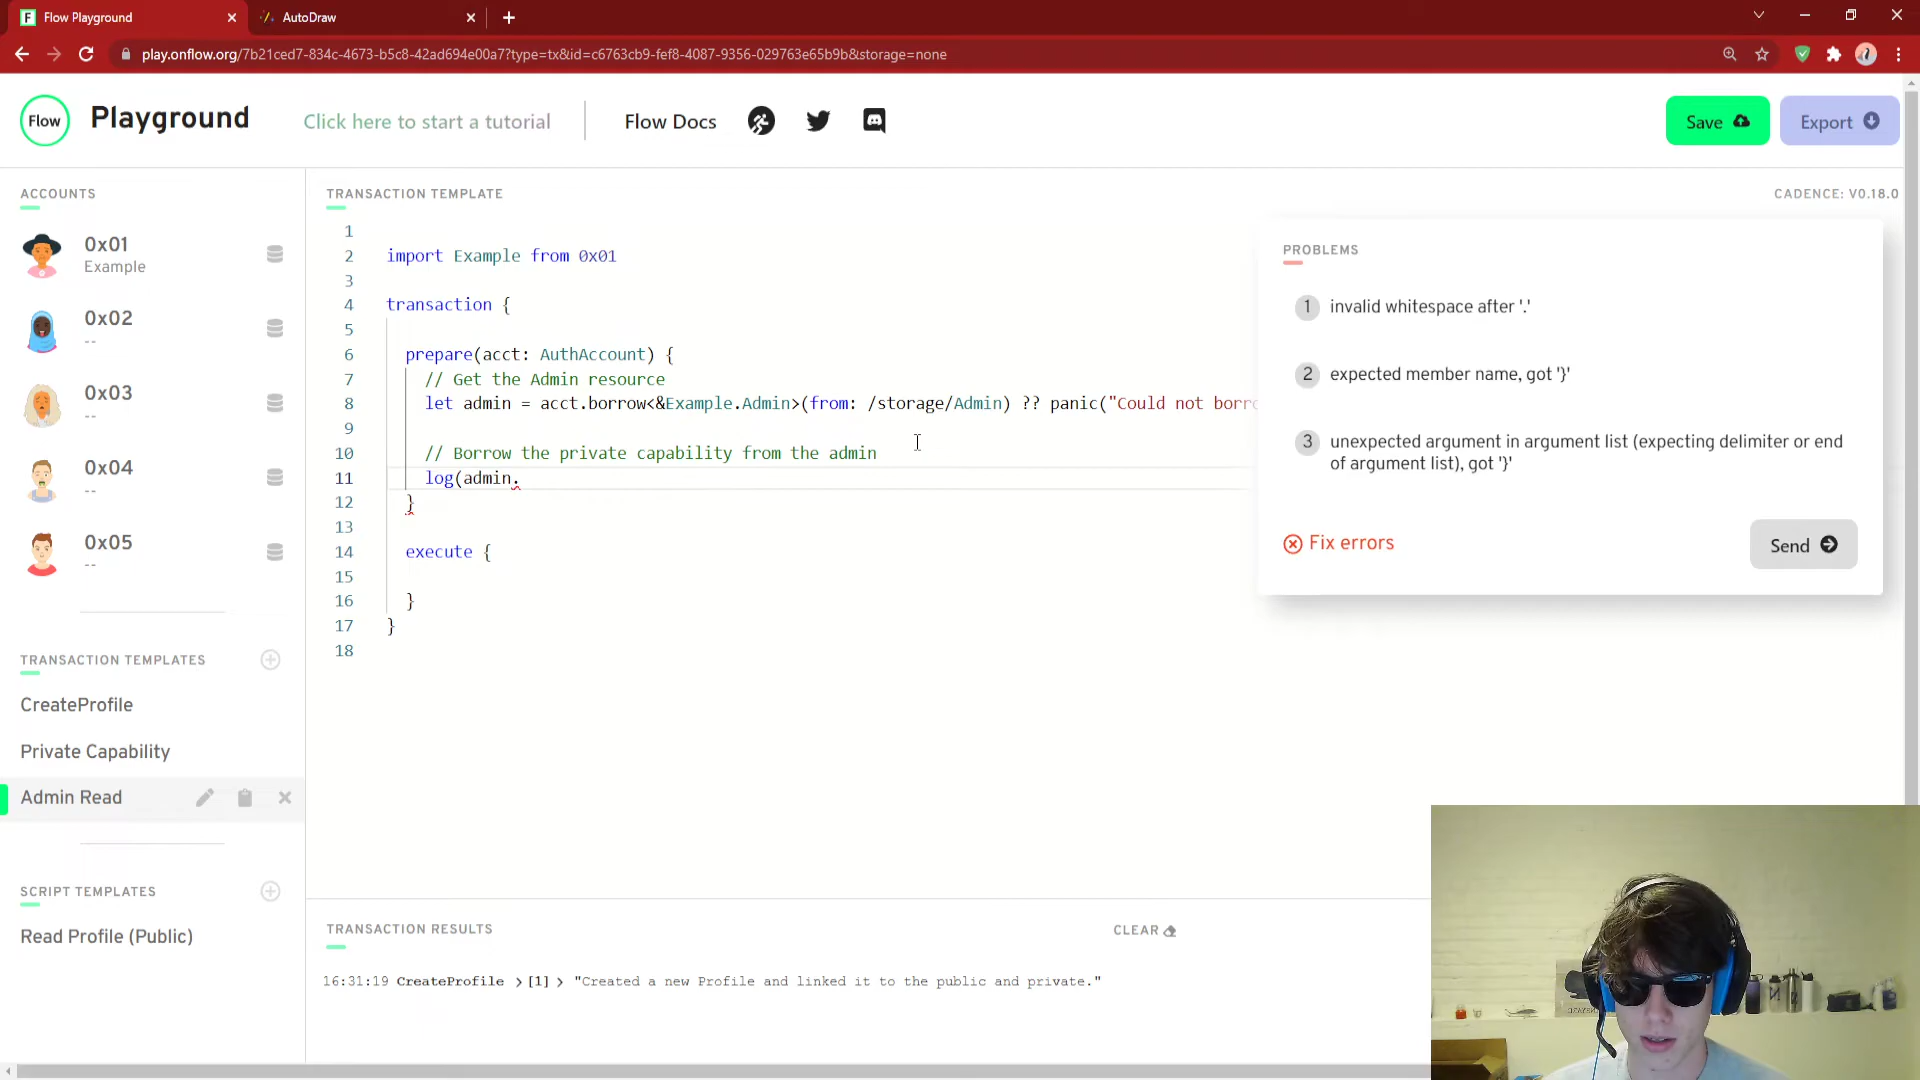 Flow Playground
AutoDraw
play.onflow.org/7b21ced7-834c-4673-b5c8-42ad694e00a7?type=tx&id=c6763cb9-fef8-4087-9356-029763e65b9b&storage=none
Flow
Playground
Click here to start a tutorial
Flow Docs
Save
Export
ACCOUNTS
0x01
Example
0x02
--
0x03
--
0x04
--
0x05
--
TRANSACTION TEMPLATES
CreateProfile
Private Capability
Admin Read
SCRIPT TEMPLATES
Read Profile (Public)
TRANSACTION TEMPLATE
CADENCE: V0.18.0
1
2 import Example from 0x01
3
4 transaction {
5
6 prepare(acct: AuthAccount) {
7 // Get the Admin resource
8 let admin = acct.borrow<&Example.Admin>(from: /storage/Admin) ?? panic("Could not borro
9
10 // Borrow the private capability from the admin
11 log(admin.
12 }
13
14 execute {
15
16 }
17 }
18
PROBLEMS
1 invalid whitespace after '.'
2 expected member name, got '}'
3 unexpected argument in argument list (expecting delimiter or end
of argument list), got '}'
Fix errors
Send
TRANSACTION RESULTS
CLEAR
16:31:19 CreateProfile > [1] > "Created a new Profile and linked it to the public and private."